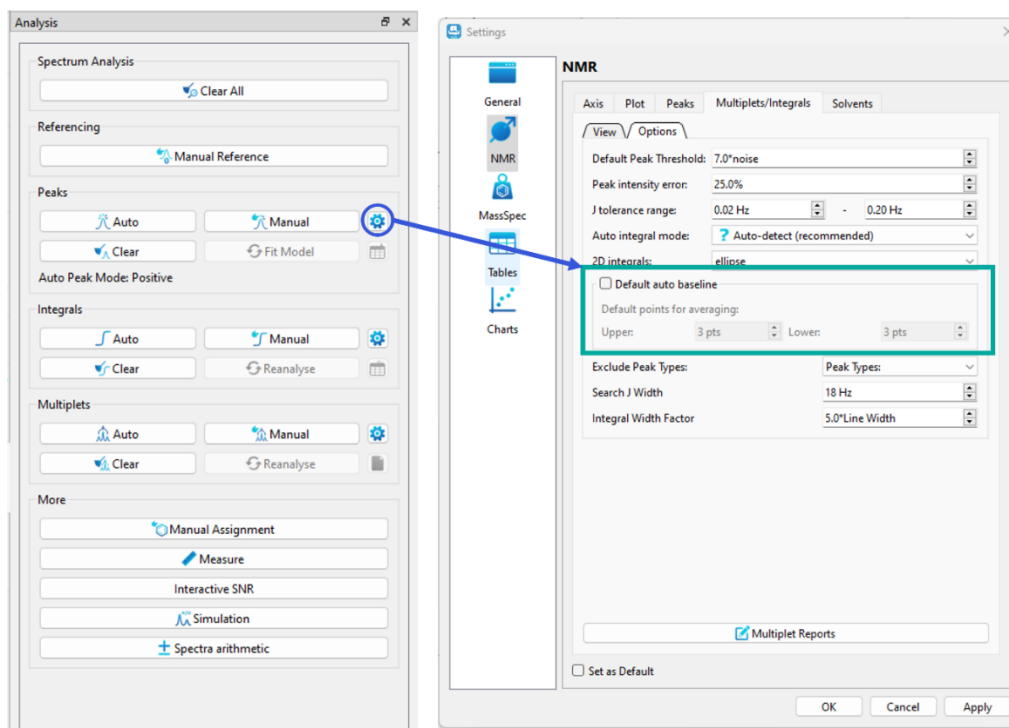 Analysis
Spectrum Analysis
Clear All
Referencing
Manual Reference
Peaks
Auto Manual
Clear Fit Model
Auto Peak Mode: Positive
Integrals
Auto Manual
Clear Reanalyse
Multiplets
Auto Manual
Clear Reanalyse
More
Manual Assignment
Measure
Interactive SNR
Simulation
Spectra arithmetic
Settings
General
NMR
MassSpec
Tables
Charts
NMR
Axis Plot Peaks Multiplets/Integrals Solvents
View Options
Default Peak Threshold: 7.0*noise
Peak intensity error: 25.0%
J tolerance range: 0.02 Hz - 0.20 Hz
Auto integral mode: ? Auto-detect (recommended)
2D integrals: ellipse
Default auto baseline
Default points for averaging:
Upper: 3 pts Lower: 3 pts
Exclude Peak Types: Peak Types:
Search J Width 18 Hz
Integral Width Factor 5.0*Line Width
Multiplet Reports
Set as Default
OK Cancel Apply